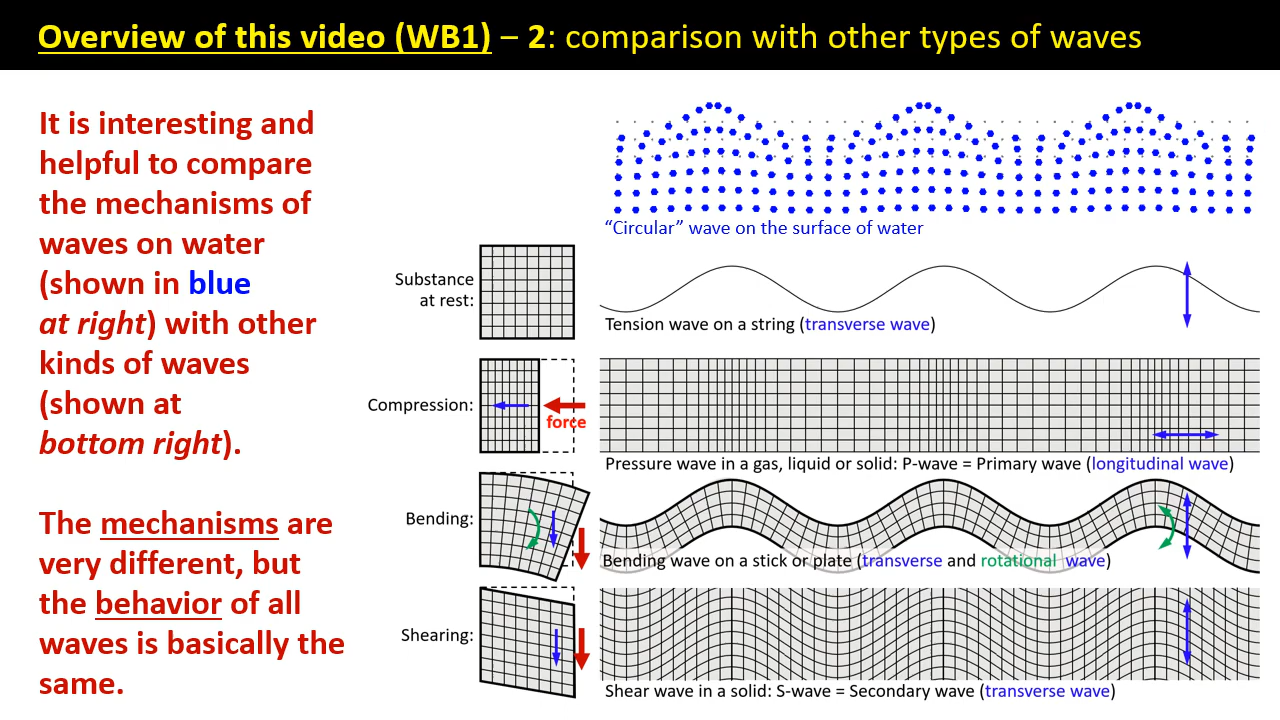 Overview of this video (WB1) – 2: comparison with other types of waves
It is interesting and
helpful to compare
the mechanisms of
waves on water
(shown in blue
at right) with other
kinds of waves
(shown at
bottom right).
The mechanisms are
very different, but
the behavior of all
waves is basically the
same.
“Circular” wave on the surface of water
Substance
at rest:
Tension wave on a string (transverse wave)
Compression:
force
Pressure wave in a gas, liquid or solid: P-wave = Primary wave (longitudinal wave)
Bending:
Bending wave on a stick or plate (transverse and rotational wave)
Shearing:
Shear wave in a solid: S-wave = Secondary wave (transverse wave)